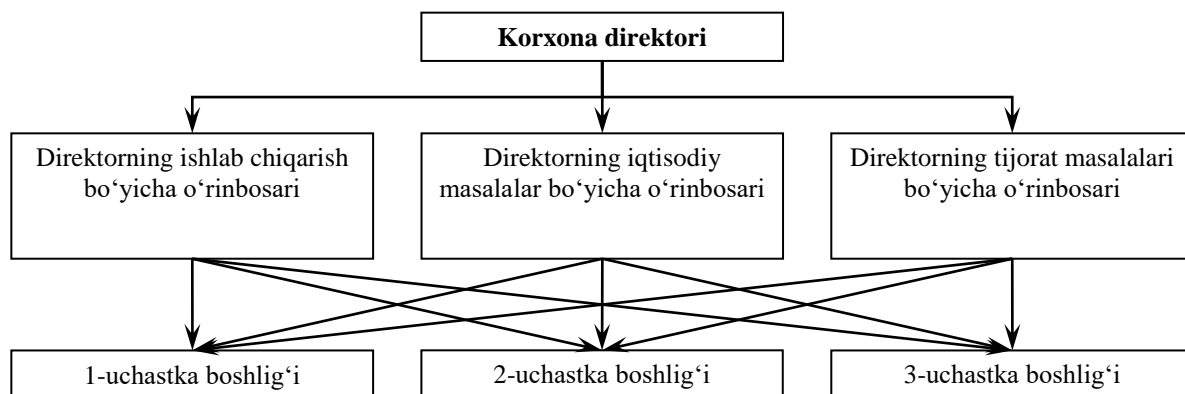 Korxona direktori
Direktorning ishlab chiqarish
bo‘yicha o‘rinbosari
Direktorning iqtisodiy
masalalar bo‘yicha o‘rinbosari
Direktorning tijorat masalalari
bo‘yicha o‘rinbosari
1-uchastka boshlig‘i
2-uchastka boshlig‘i
3-uchastka boshlig‘i